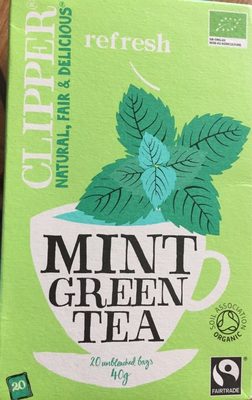 CLIPPER®
NATURAL, FAIR & DELICIOUS®
refresh
MINT
GREEN
TEA
20 unbleached bags
40g
20
SOIL ASSOCIATION
ORGANIC
FAIRTRADE